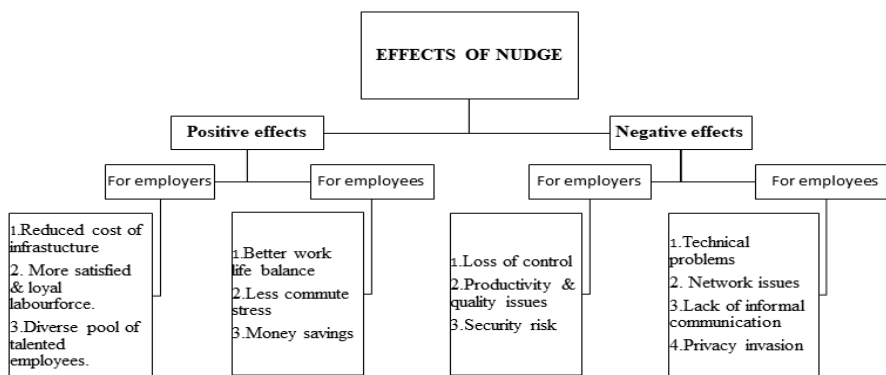 EFFECTS OF NUDGE
Positive effects
Negative effects
For employers
For employees
For employers
For employees
1.Reduced cost of
infrastucture
2. More satisfied
& loyal
labourforce.
3.Diverse pool of
talented
employees.
1.Better work
life balance
2.Less commute
stress
3.Money savings
1.Loss of control
2.Productivity &
quality issues
3.Security risk
1.Technical
problems
2. Network issues
3.Lack of informal
communication
4.Privacy invasion